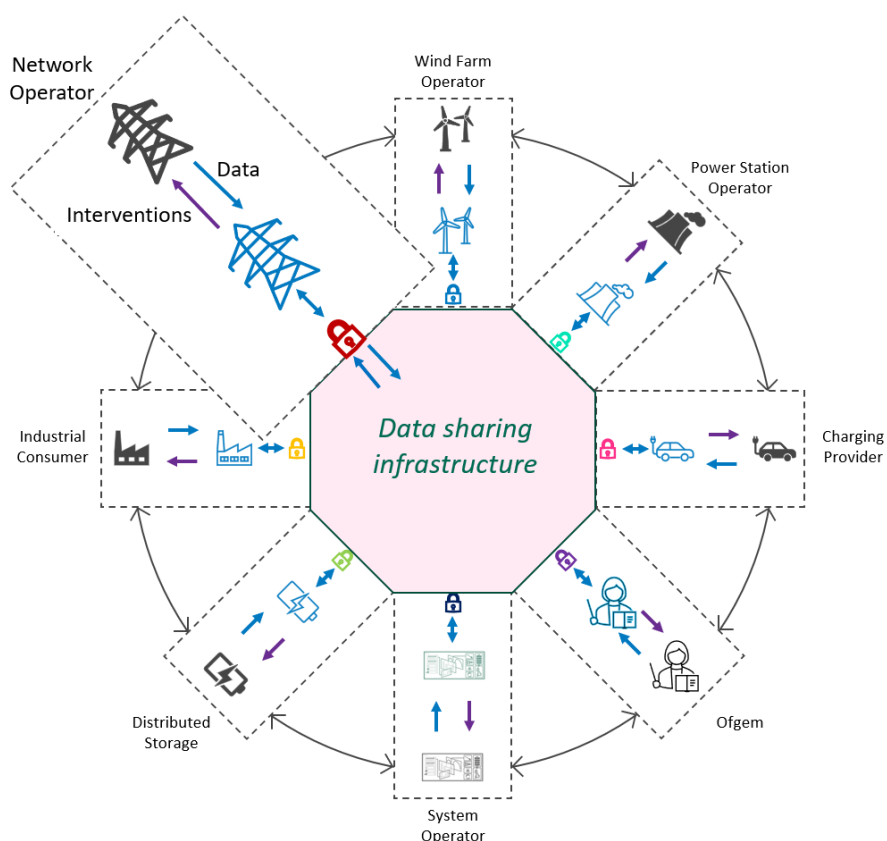 Network
Operator
Data
Interventions
Wind Farm
Operator
Power Station
Operator
Industrial
Consumer
Data sharing
infrastructure
Charging
Provider
Distributed
Storage
System
Operator
Ofgem